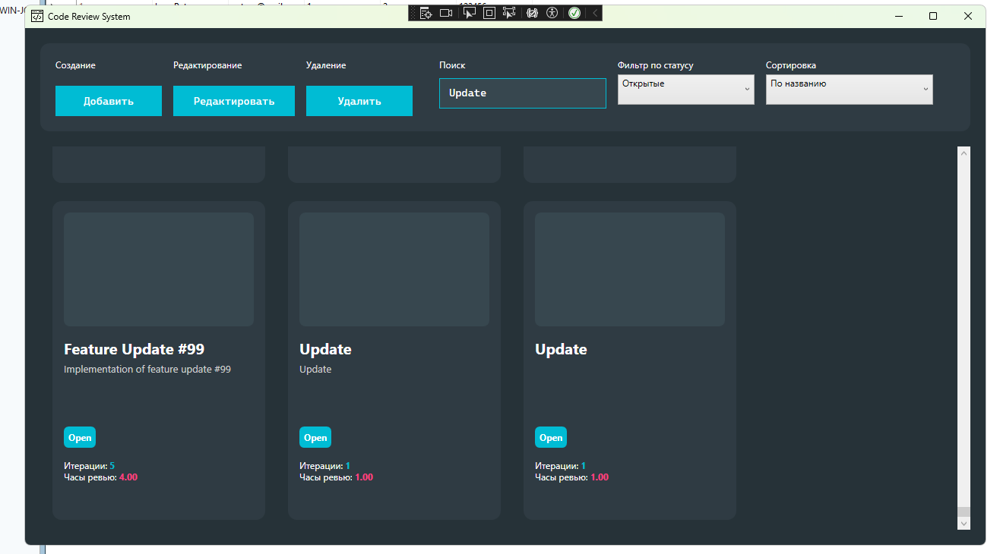 Code Review System
Создание
Редактирование
Удаление
Поиск
Фильтр по статусу
Сортировка
Добавить
Редактировать
Удалить
Update
Открытые
По названию
Feature Update #99
Implementation of feature update #99
Open
Итерации: 5
Часы ревью: 4.00
Update
Update
Open
Итерации: 1
Часы ревью: 1.00
Update
Open
Итерации: 1
Часы ревью: 1.00